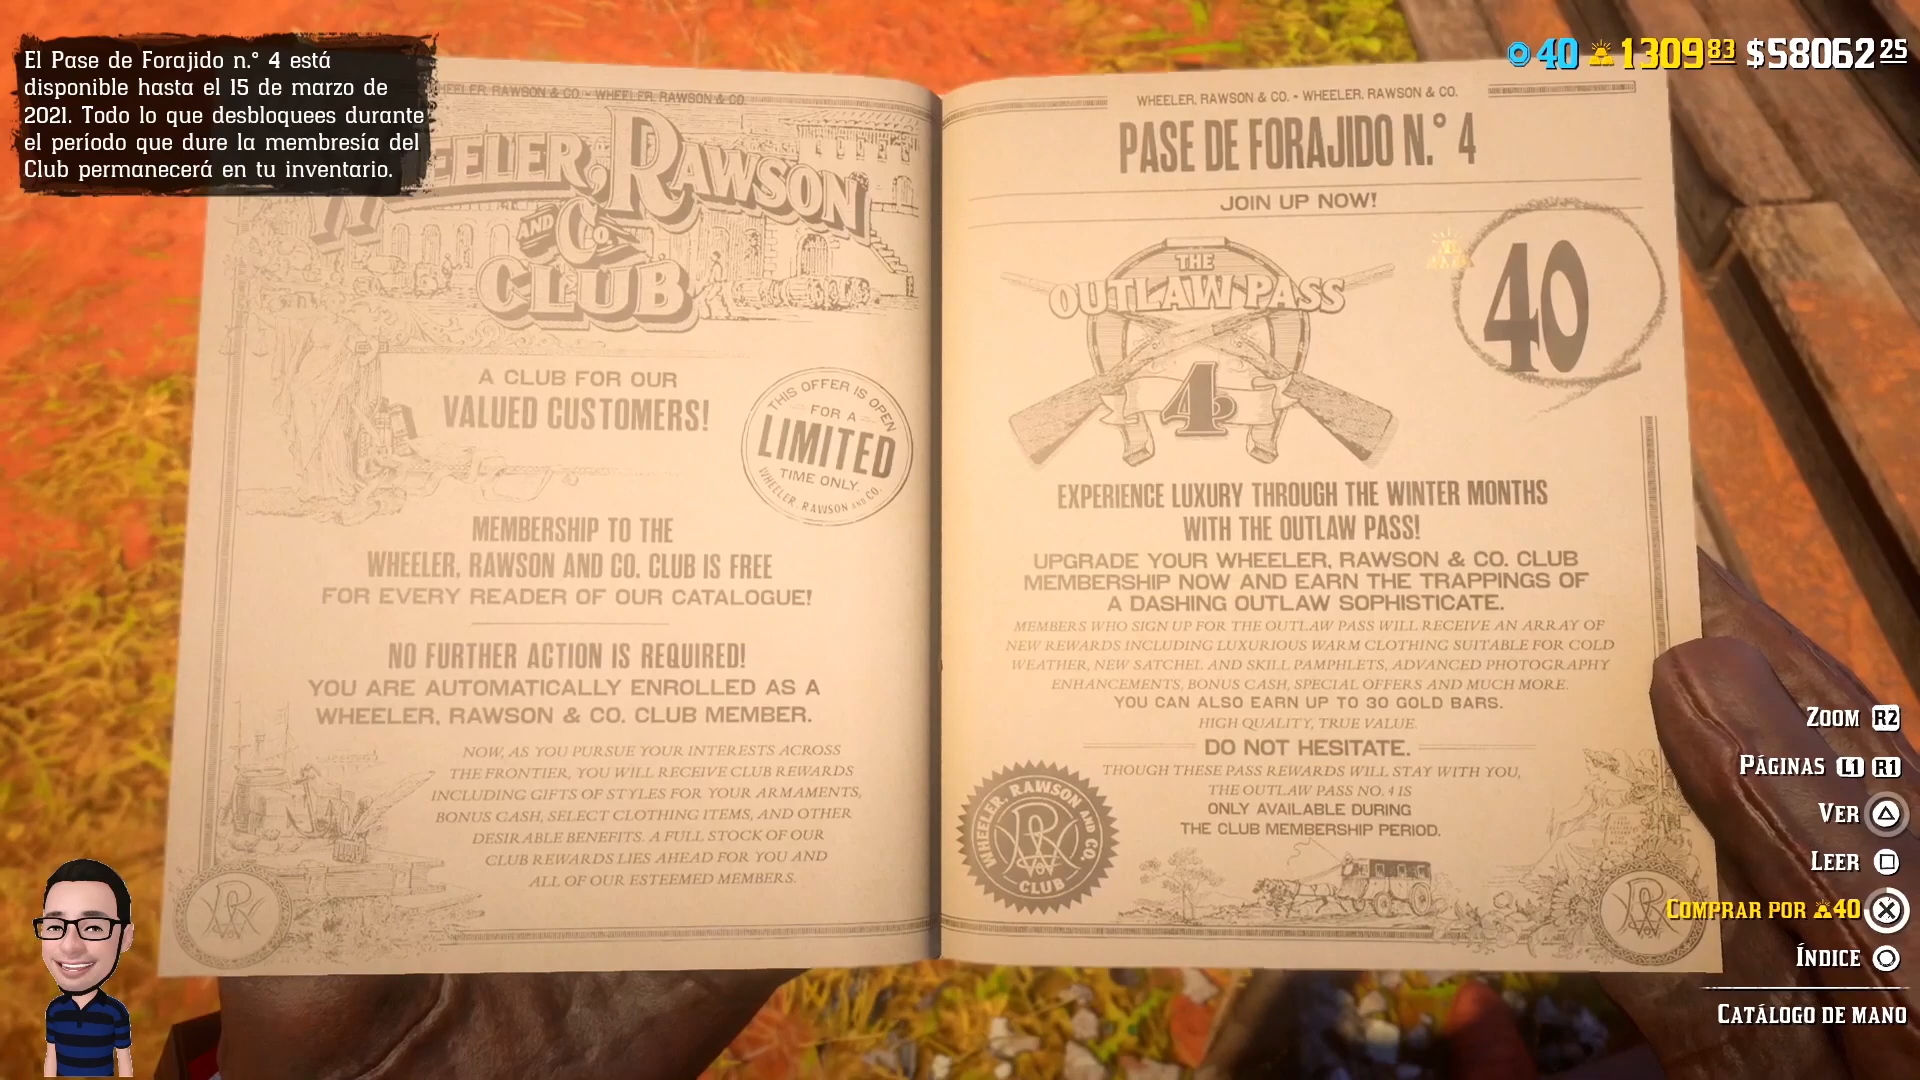 El Pase de Forajido n.° 4 está
disponible hasta el 15 de marzo de
2021. Todo lo que desbloquees durante
el período que dure la membresía del
Club permanecerá en tu inventario.
40 1309 83 $58062 25
WHEELER, RAWSON & CO. - WHEELER, RAWSON & CO.
WHEELER, RAWSON
AND CO.
CLUB
A CLUB FOR OUR
VALUED CUSTOMERS!
THIS OFFER IS OPEN
FOR A
LIMITED
TIME ONLY.
WHEELER, RAWSON AND CO.
MEMBERSHIP TO THE
WHEELER, RAWSON AND CO. CLUB IS FREE
FOR EVERY READER OF OUR CATALOGUE!
NO FURTHER ACTION IS REQUIRED!
YOU ARE AUTOMATICALLY ENROLLED AS A
WHEELER, RAWSON & CO. CLUB MEMBER.
NOW, AS YOU PURSUE YOUR INTERESTS ACROSS
THE FRONTIER, YOU WILL RECEIVE CLUB REWARDS
INCLUDING GIFTS OF STYLES FOR YOUR ARMAMENTS,
BONUS CASH, SELECT CLOTHING ITEMS, AND OTHER
DESIRABLE BENEFITS. A FULL STOCK OF OUR
CLUB REWARDS LIES AHEAD FOR YOU AND
ALL OF OUR ESTEEMED MEMBERS.
WHEELER, RAWSON & CO. - WHEELER, RAWSON & CO.
PASE DE FORAJIDO N.° 4
JOIN UP NOW!
40
THE
OUTLAW PASS
4
EXPERIENCE LUXURY THROUGH THE WINTER MONTHS
WITH THE OUTLAW PASS!
UPGRADE YOUR WHEELER, RAWSON & CO. CLUB
MEMBERSHIP NOW AND EARN THE TRAPPINGS OF
A DASHING OUTLAW SOPHISTICATE.
MEMBERS WHO SIGN UP FOR THE OUTLAW PASS WILL RECEIVE AN ARRAY OF
NEW REWARDS INCLUDING LUXURIOUS WARM CLOTHING SUITABLE FOR COLD
WEATHER, NEW SATCHEL AND SKILL PAMPHLETS, ADVANCED PHOTOGRAPHY
ENHANCEMENTS, BONUS CASH, SPECIAL OFFERS AND MUCH MORE.
YOU CAN ALSO EARN UP TO 30 GOLD BARS.
HIGH QUALITY, TRUE VALUE.
DO NOT HESITATE.
THOUGH THESE PASS REWARDS WILL STAY WITH YOU,
THE OUTLAW PASS NO. 4 IS
ONLY AVAILABLE DURING
THE CLUB MEMBERSHIP PERIOD.
WHEELER, RAWSON AND CO.
CLUB
ZOOM R2
PÁGINAS L1 R1
VER
LEER
COMPRAR POR 40
ÍNDICE
CATÁLOGO DE MANO